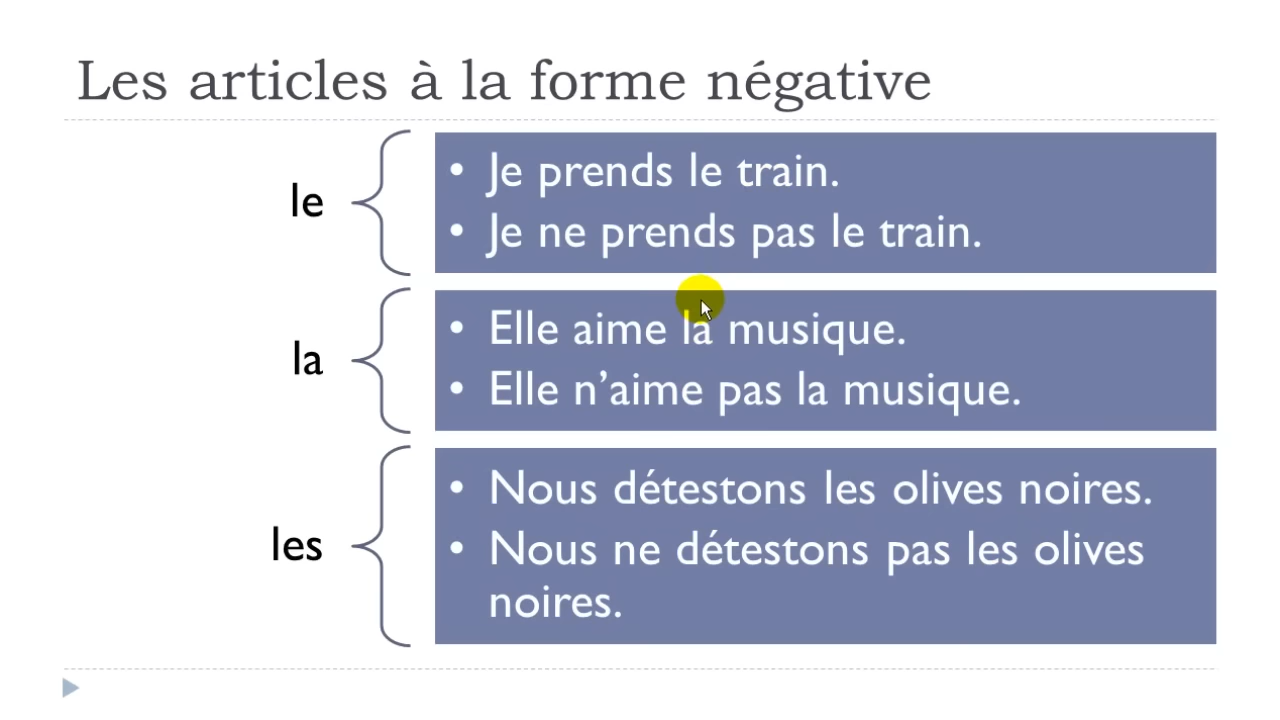 Les articles à la forme négative
le
• Je prends le train.
• Je ne prends pas le train.
la
• Elle aime la musique.
• Elle n’aime pas la musique.
les
• Nous détestons les olives noires.
• Nous ne détestons pas les olives
noires.